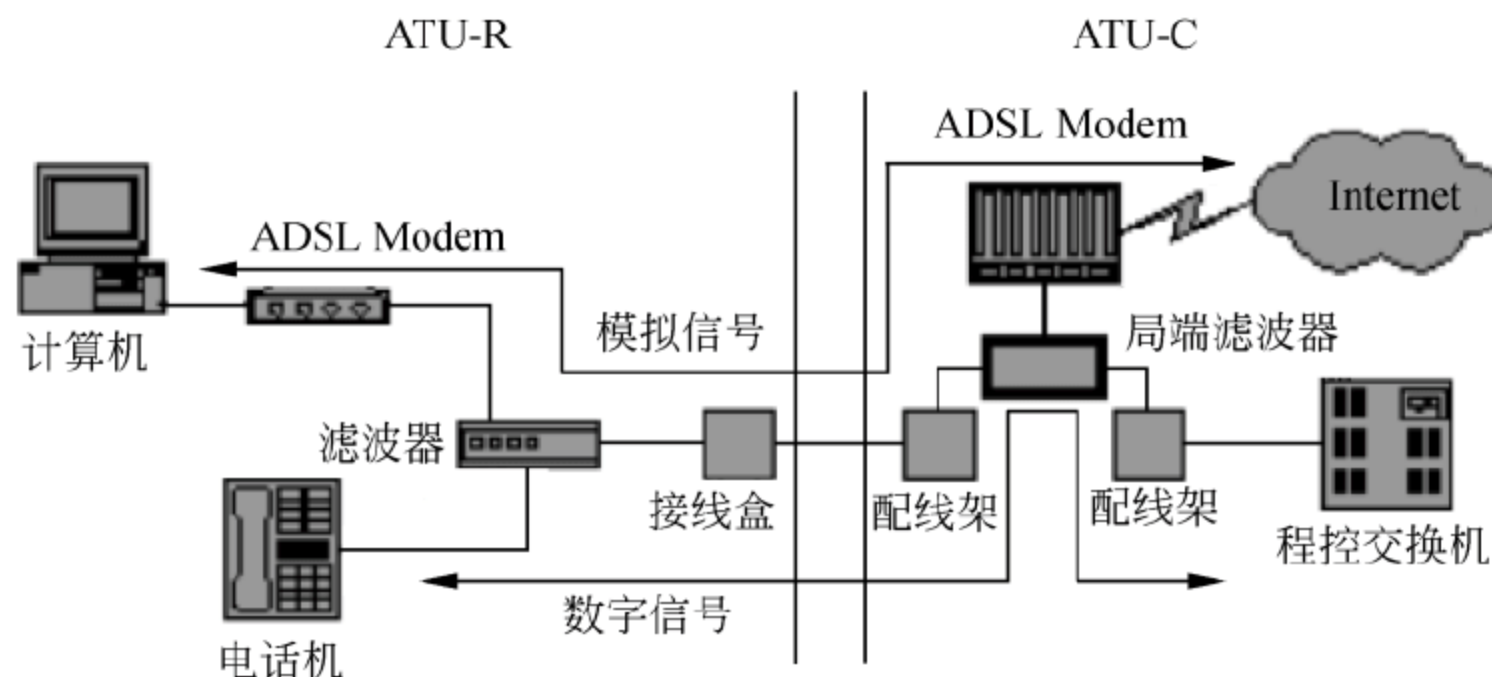 ATU-R
ATU-C
ADSL Modem
Internet
ADSL Modem
计算机
模拟信号
局端滤波器
滤波器
接线盒
配线架
配线架
程控交换机
数字信号
电话机